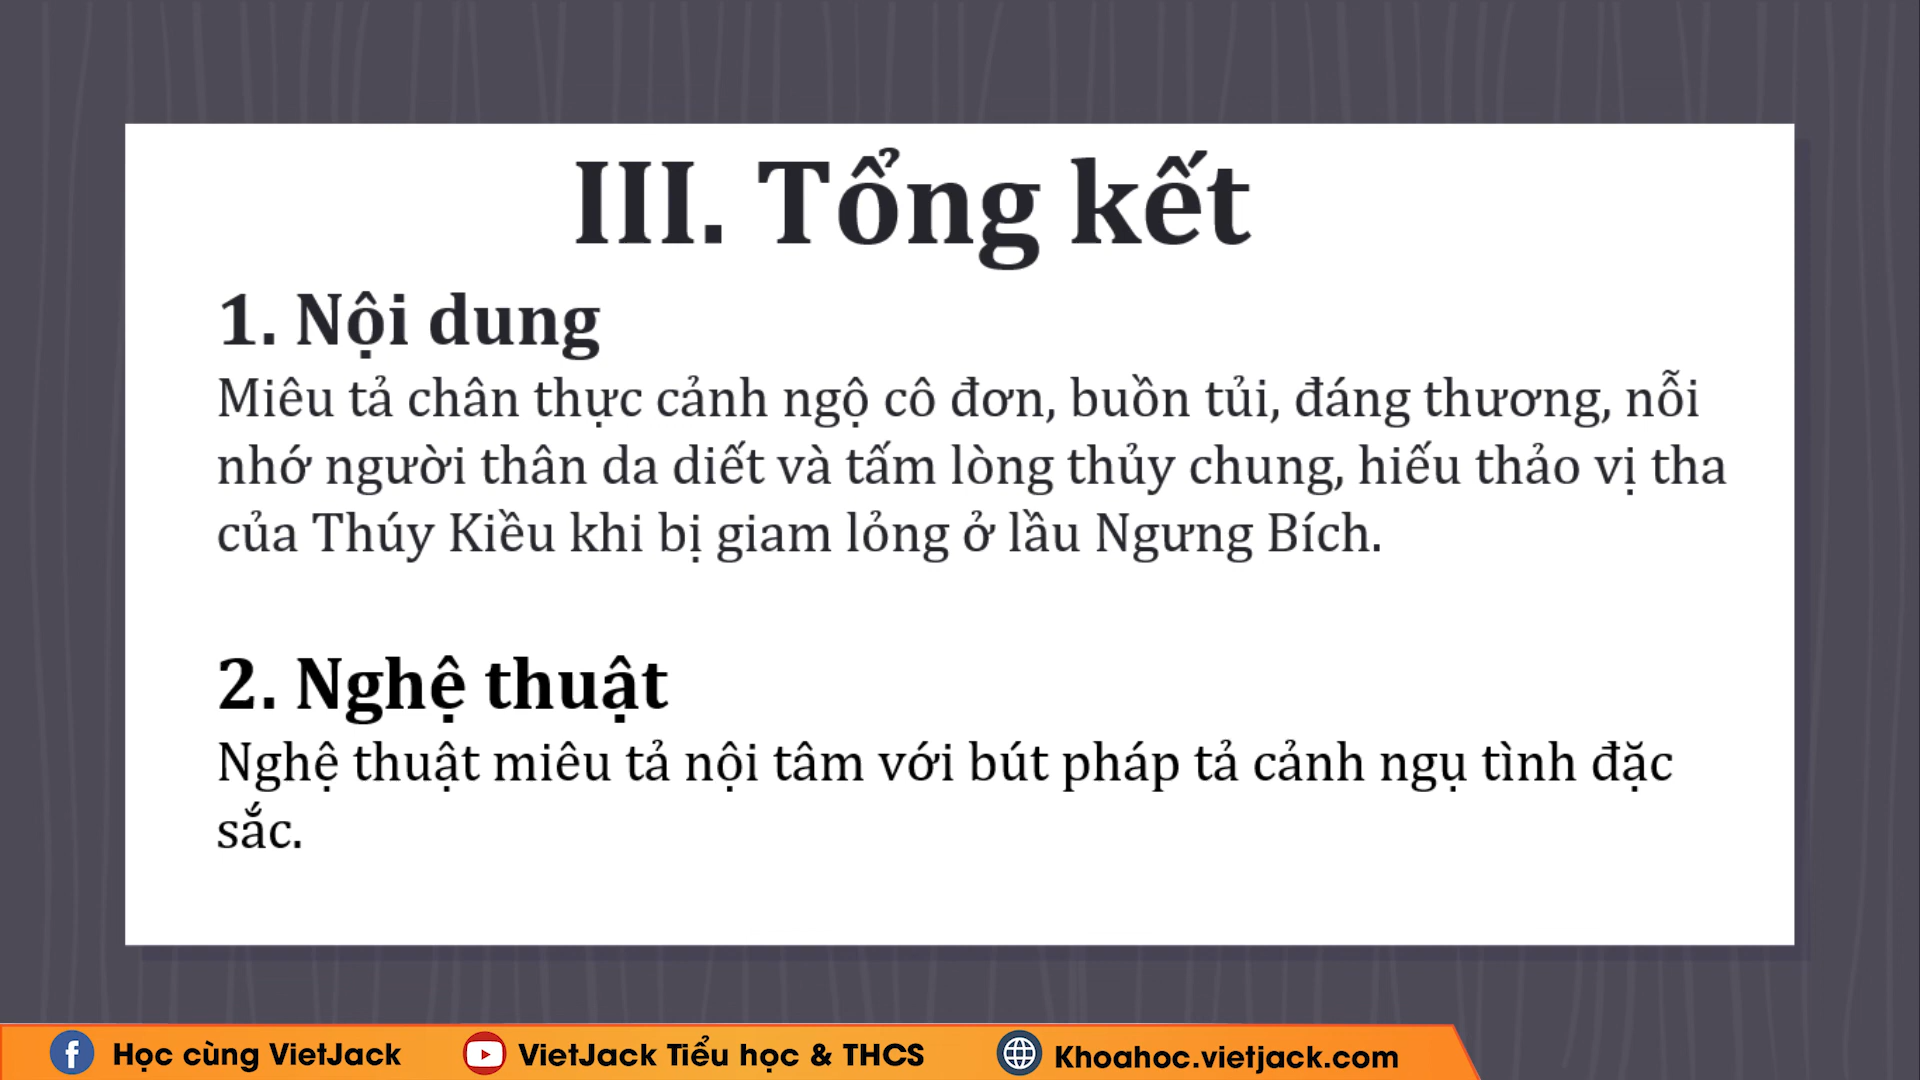 III. Tổng kết
1. Nội dung
Miêu tả chân thực cảnh ngộ cô đơn, buồn tủi, đáng thương, nỗi
nhớ người thân da diết và tấm lòng thủy chung, hiếu thảo vị tha
của Thúy Kiều khi bị giam lỏng ở lầu Ngưng Bích.
2. Nghệ thuật
Nghệ thuật miêu tả nội tâm với bút pháp tả cảnh ngụ tình đặc
sắc.
Học cùng VietJack VietJack Tiểu học & THCS Khoahoc.vietjack.com